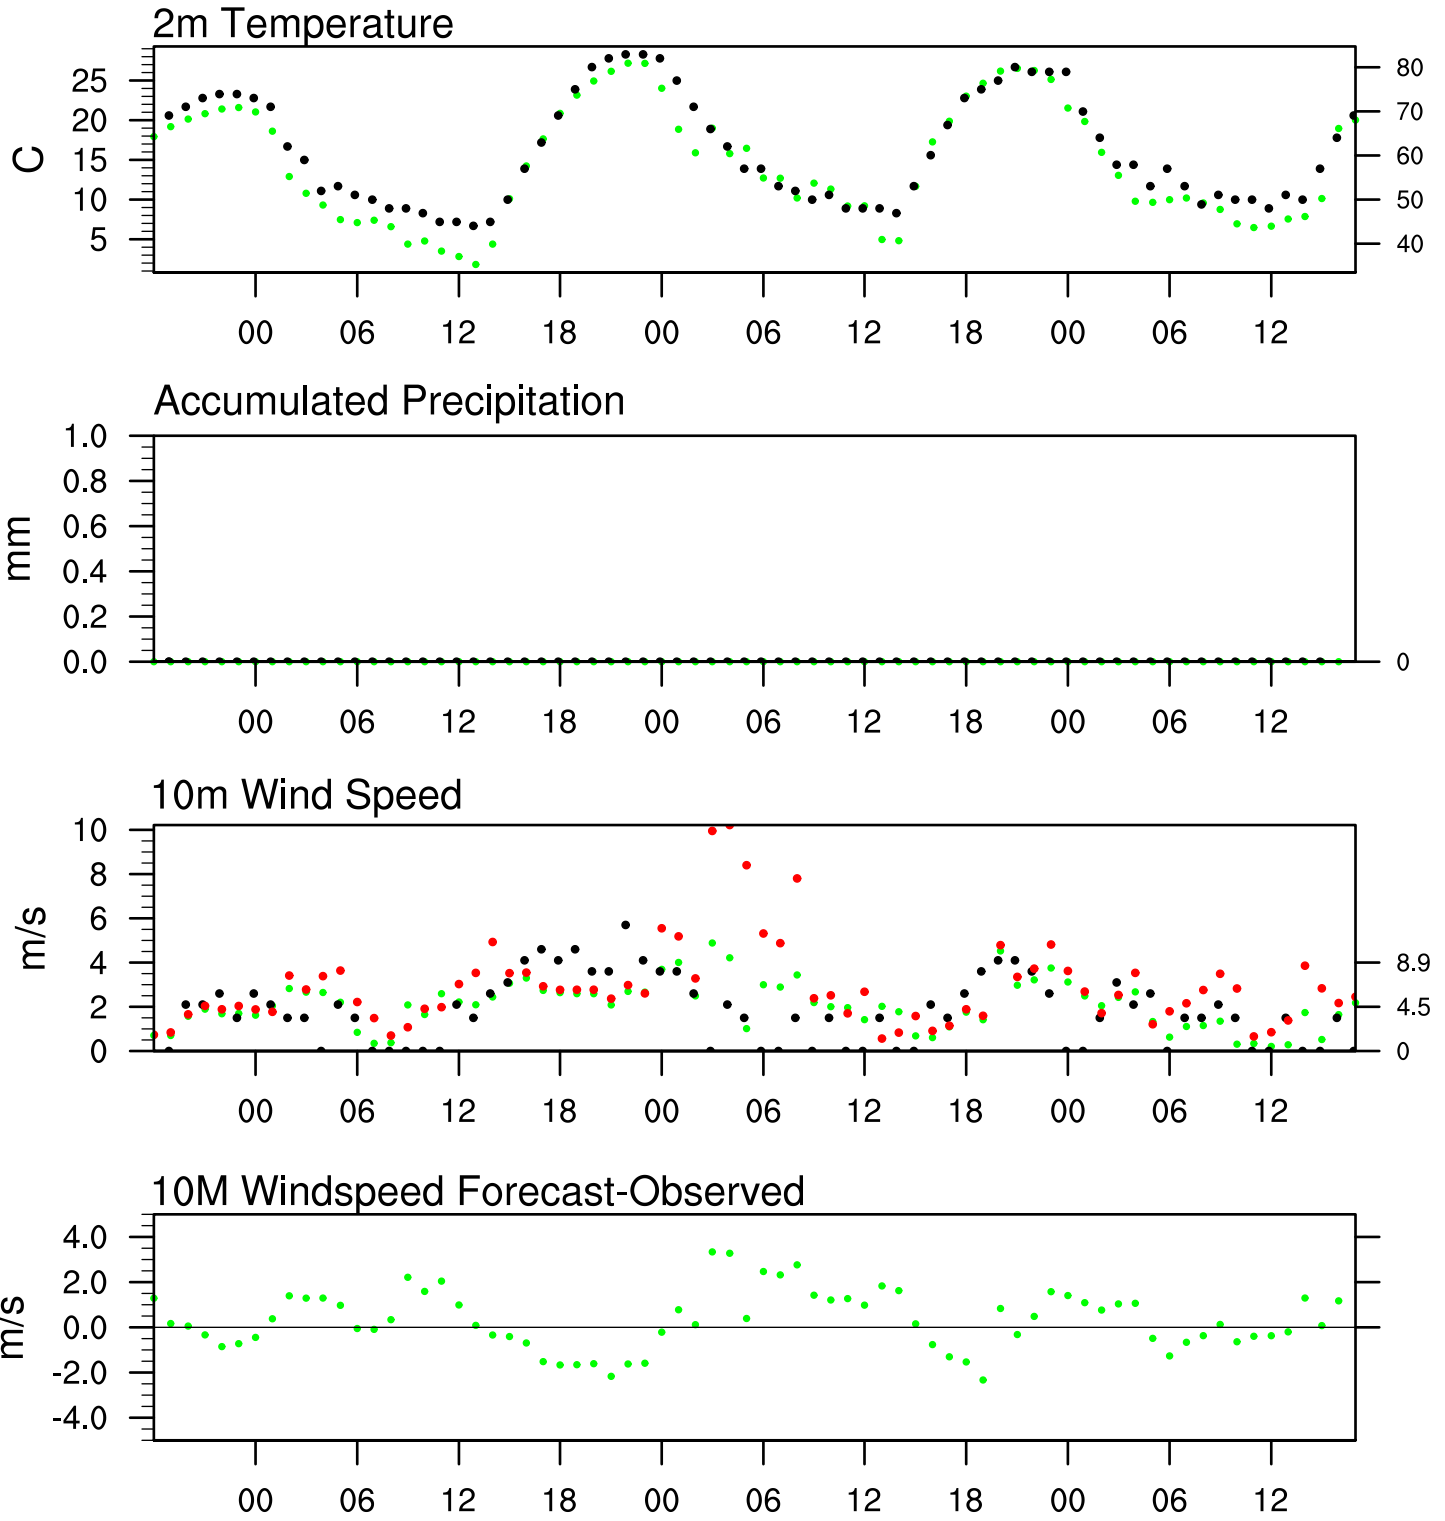 2m Temperature
25
20
15
10
5
C
80
70
60
50
40
00 06 12 18 00 06 12 18 00 06 12
Accumulated Precipitation
1.0
0.8
0.6
0.4
0.2
0.0
mm
0
00 06 12 18 00 06 12 18 00 06 12
10m Wind Speed
10
8
6
4
2
0
m/s
8.9
4.5
0
00 06 12 18 00 06 12 18 00 06 12
10M Windspeed Forecast-Observed
4.0
2.0
0.0
-2.0
-4.0
m/s
00 06 12 18 00 06 12 18 00 06 12